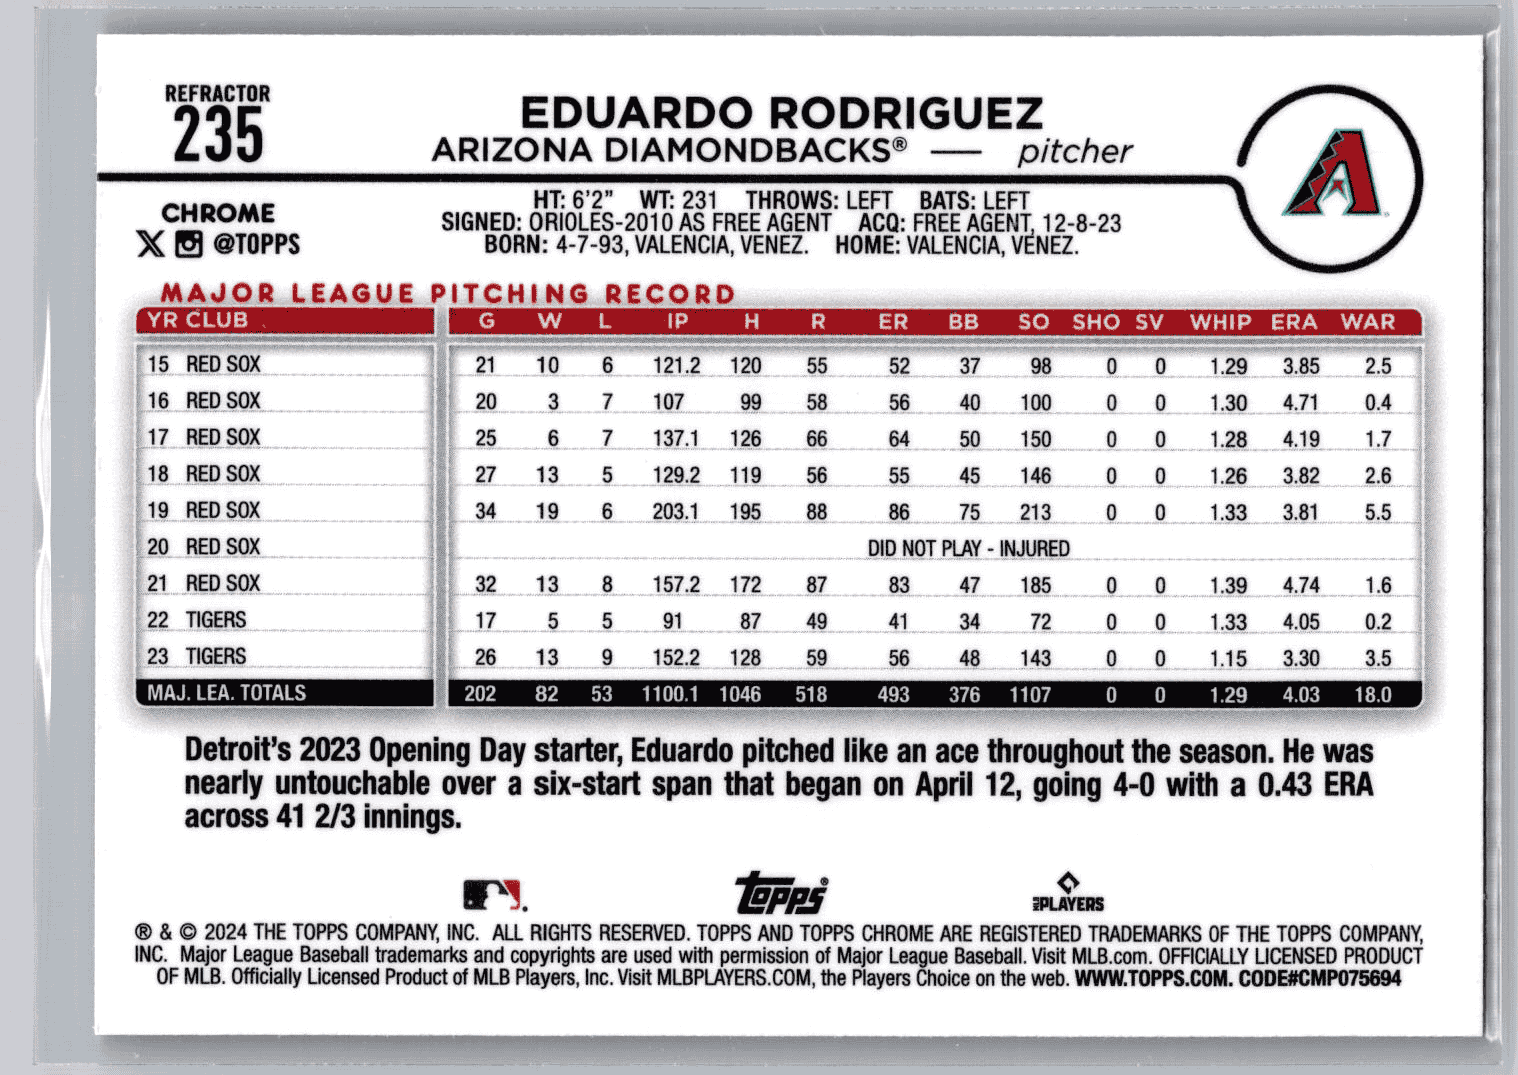 REFRACTOR
235
EDUARDO RODRIGUEZ
ARIZONA DIAMONDBACKS® — pitcher
CHROME
@TOPPS
HT: 6'2" WT: 231 THROWS: LEFT BATS: LEFT
SIGNED: ORIOLES-2010 AS FREE AGENT ACQ: FREE AGENT, 12-8-23
BORN: 4-7-93, VALENCIA, VENEZ. HOME: VALENCIA, VENEZ.
A
MAJOR LEAGUE PITCHING RECORD
YR CLUB G W L IP H R ER BB SO SHO SV WHIP ERA WAR
15 RED SOX 21 10 6 121.2 120 55 52 37 98 0 0 1.29 3.85 2.5
16 RED SOX 20 3 7 107 99 58 56 40 100 0 0 1.30 4.71 0.4
17 RED SOX 25 6 7 137.1 126 66 64 50 150 0 0 1.28 4.19 1.7
18 RED SOX 27 13 5 129.2 119 56 55 45 146 0 0 1.26 3.82 2.6
19 RED SOX 34 19 6 203.1 195 88 86 75 213 0 0 1.33 3.81 5.5
20 RED SOX DID NOT PLAY - INJURED
21 RED SOX 32 13 8 157.2 172 87 83 47 185 0 0 1.39 4.74 1.6
22 TIGERS 17 5 5 91 87 49 41 34 72 0 0 1.33 4.05 0.2
23 TIGERS 26 13 9 152.2 128 59 56 48 143 0 0 1.15 3.30 3.5
MAJ. LEA. TOTALS 202 82 53 1100.1 1046 518 493 376 1107 0 0 1.29 4.03 18.0
Detroit's 2023 Opening Day starter, Eduardo pitched like an ace throughout the season. He was
nearly untouchable over a six-start span that began on April 12, going 4-0 with a 0.43 ERA
across 41 2/3 innings.
topps®
MLB PLAYERS
® & © 2024 THE TOPPS COMPANY, INC. ALL RIGHTS RESERVED. TOPPS AND TOPPS CHROME ARE REGISTERED TRADEMARKS OF THE TOPPS COMPANY,
INC. Major League Baseball trademarks and copyrights are used with permission of Major League Baseball. Visit MLB.com. OFFICIALLY LICENSED PRODUCT
OF MLB. Officially Licensed Product of MLB Players, Inc. Visit MLBPLAYERS.COM, the Players Choice on the web. WWW.TOPPS.COM. CODE#CMP075694